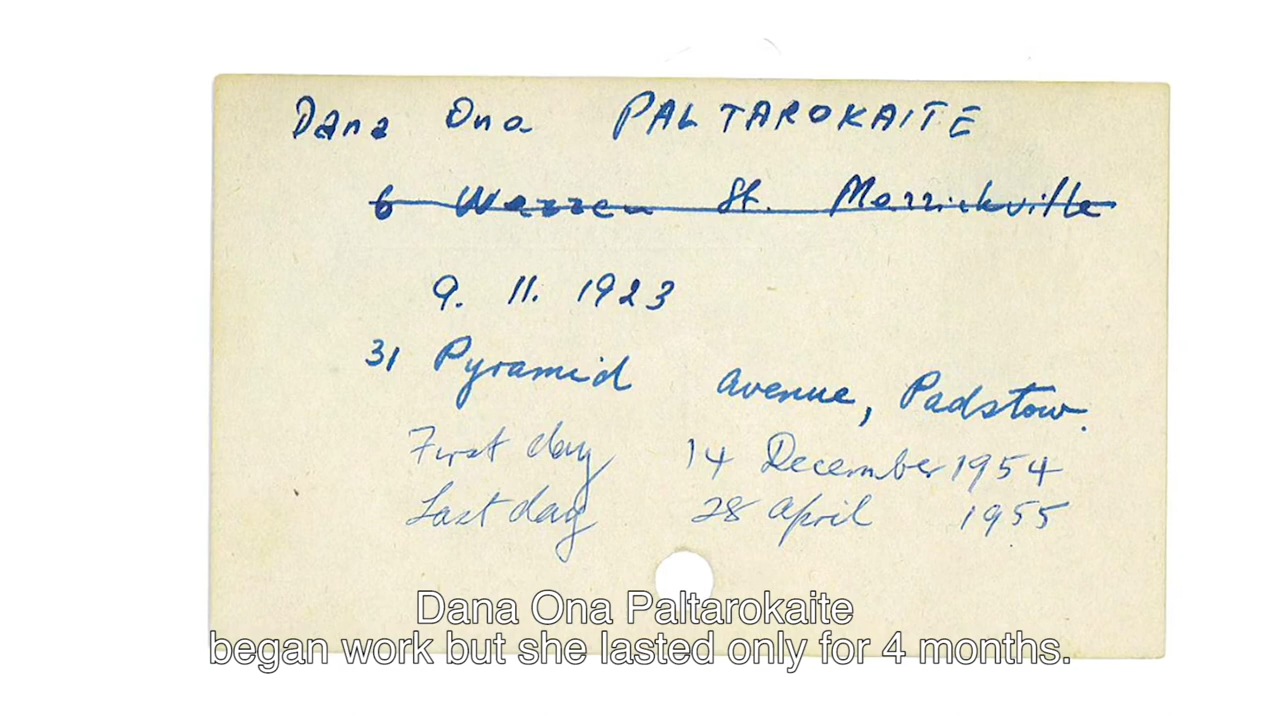 Dana Ona PALTAROKAITE
6 Warren St. Marrickville
9. 11. 1923
31 Pyramid Avenue, Padstow.
First day 14 December 1954
Last day 28 April 1955
Dana Ona Paltarokaite
began work but she lasted only for 4 months.